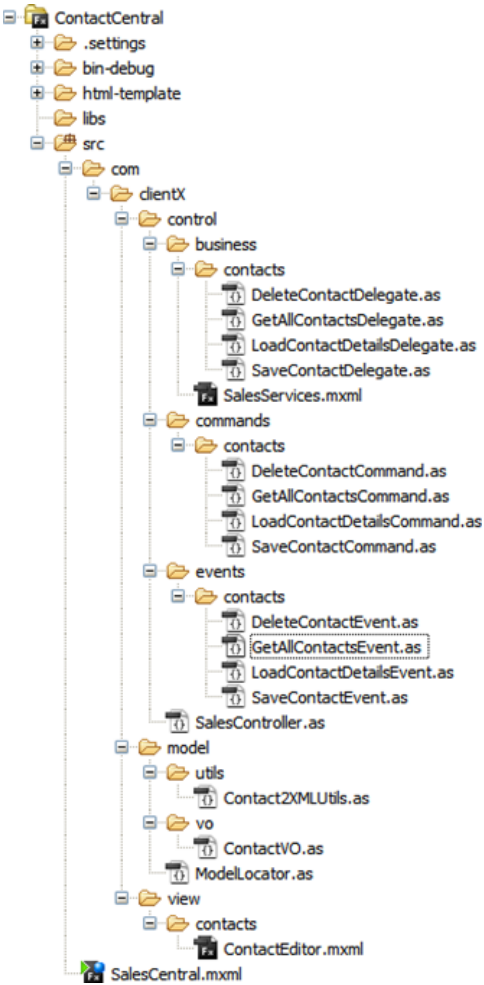 ContactCentral
.settings
bin-debug
html-template
libs
src
com
clientX
control
business
contacts
DeleteContactDelegate.as
GetAllContactsDelegate.as
LoadContactDetailsDelegate.as
SaveContactDelegate.as
SalesServices.mxml
commands
contacts
DeleteContactCommand.as
GetAllContactsCommand.as
LoadContactDetailsCommand.as
SaveContactCommand.as
events
contacts
DeleteContactEvent.as
GetAllContactsEvent.as
LoadContactDetailsEvent.as
SaveContactEvent.as
SalesController.as
model
utils
Contact2XMLUtils.as
vo
ContactVO.as
ModelLocator.as
view
contacts
ContactEditor.mxml
SalesCentral.mxml